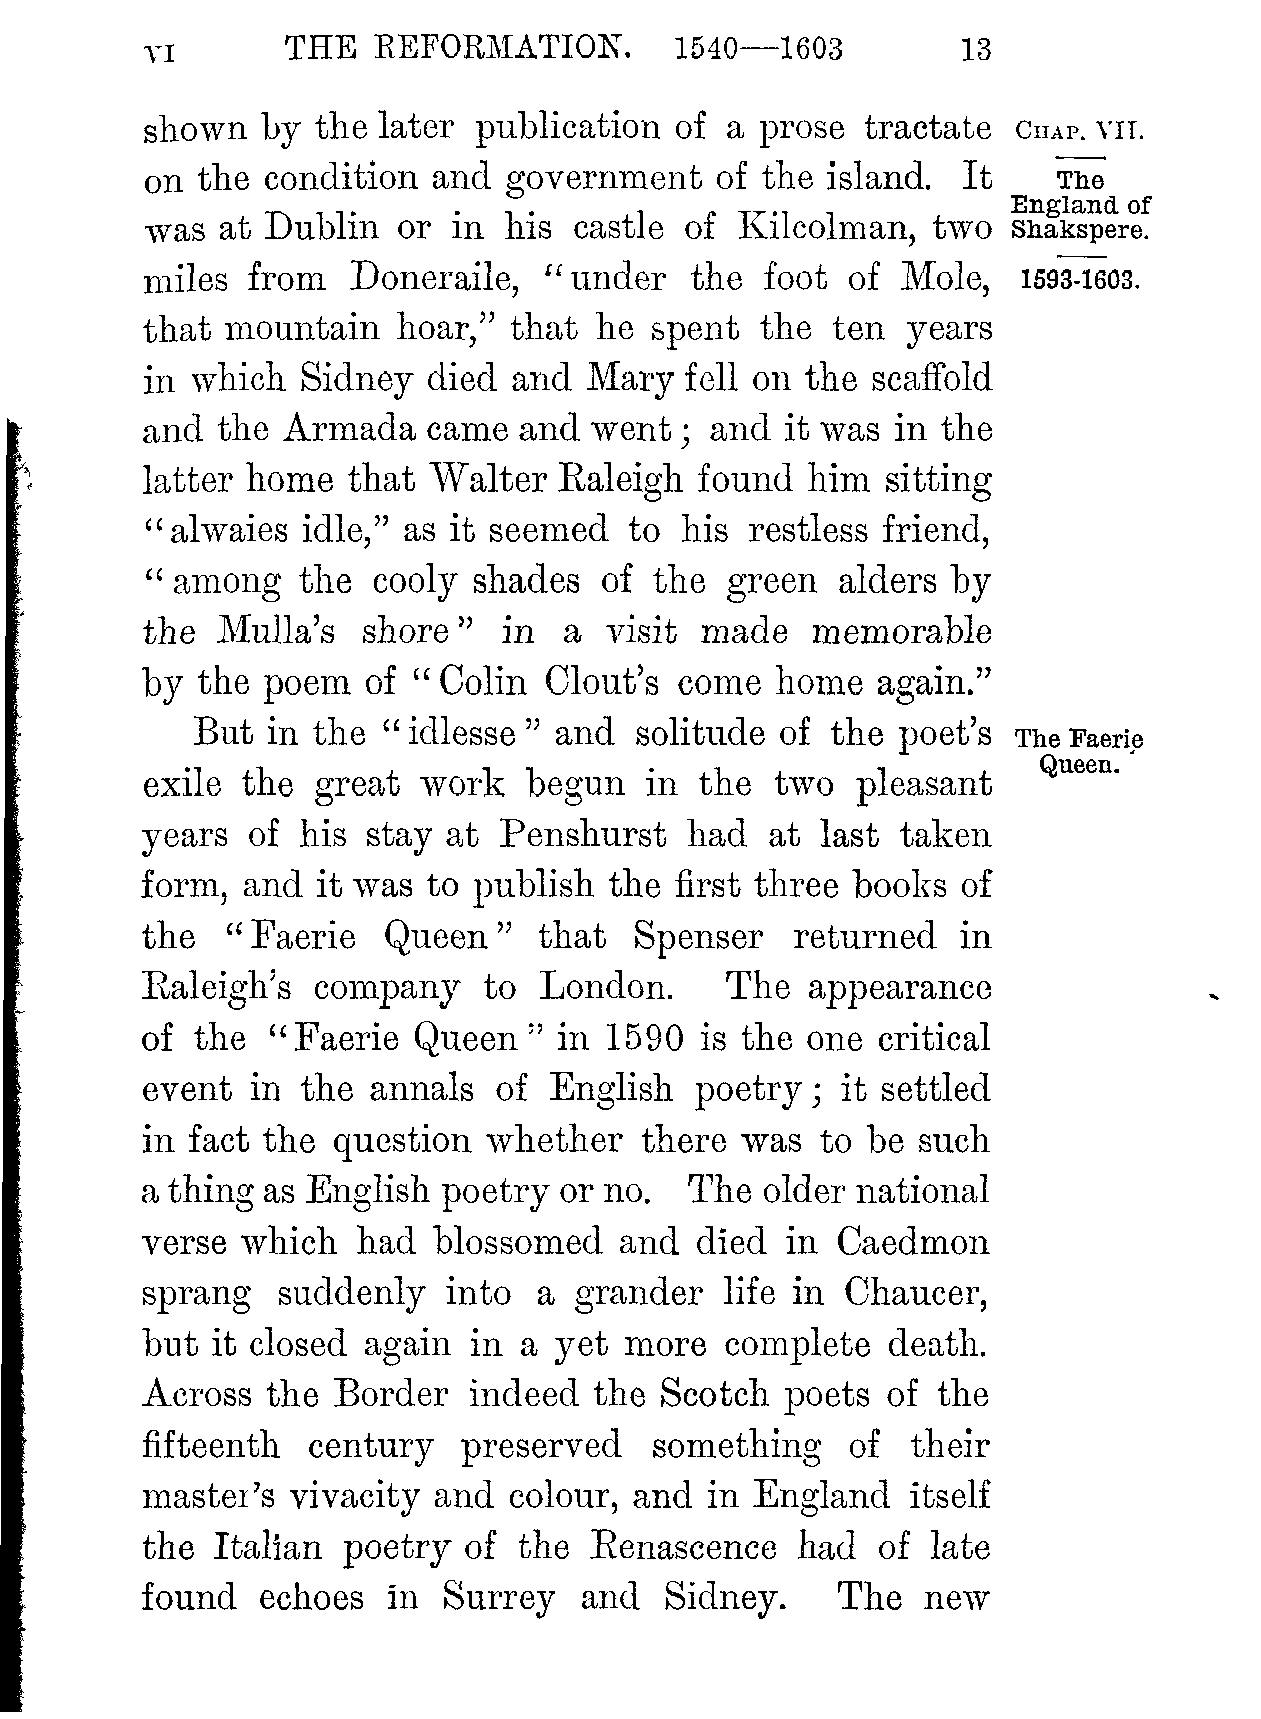 VI THE REFORMATION. 1540—1603 13
shown by the later publication of a prose tractate
on the condition and government of the island. It
was at Dublin or in his castle of Kilcolman, two
miles from Doneraile, “under the foot of Mole,
that mountain hoar,” that he spent the ten years
in which Sidney died and Mary fell on the scaffold
and the Armada came and went; and it was in the
latter home that Walter Raleigh found him sitting
“alwaies idle,” as it seemed to his restless friend,
“among the cooly shades of the green alders by
the Mulla’s shore” in a visit made memorable
by the poem of “Colin Clout’s come home again.”
But in the “idlesse” and solitude of the poet’s
exile the great work begun in the two pleasant
years of his stay at Penshurst had at last taken
form, and it was to publish the first three books of
the “Faerie Queen” that Spenser returned in
Raleigh’s company to London. The appearance
of the “Faerie Queen” in 1590 is the one critical
event in the annals of English poetry; it settled
in fact the question whether there was to be such
a thing as English poetry or no. The older national
verse which had blossomed and died in Caedmon
sprang suddenly into a grander life in Chaucer,
but it closed again in a yet more complete death.
Across the Border indeed the Scotch poets of the
fifteenth century preserved something of their
master’s vivacity and colour, and in England itself
the Italian poetry of the Renascence had of late
found echoes in Surrey and Sidney. The new
CHAP. VII.
The
England of
Shakspere.
1593-1603.
The Faerie
Queen.